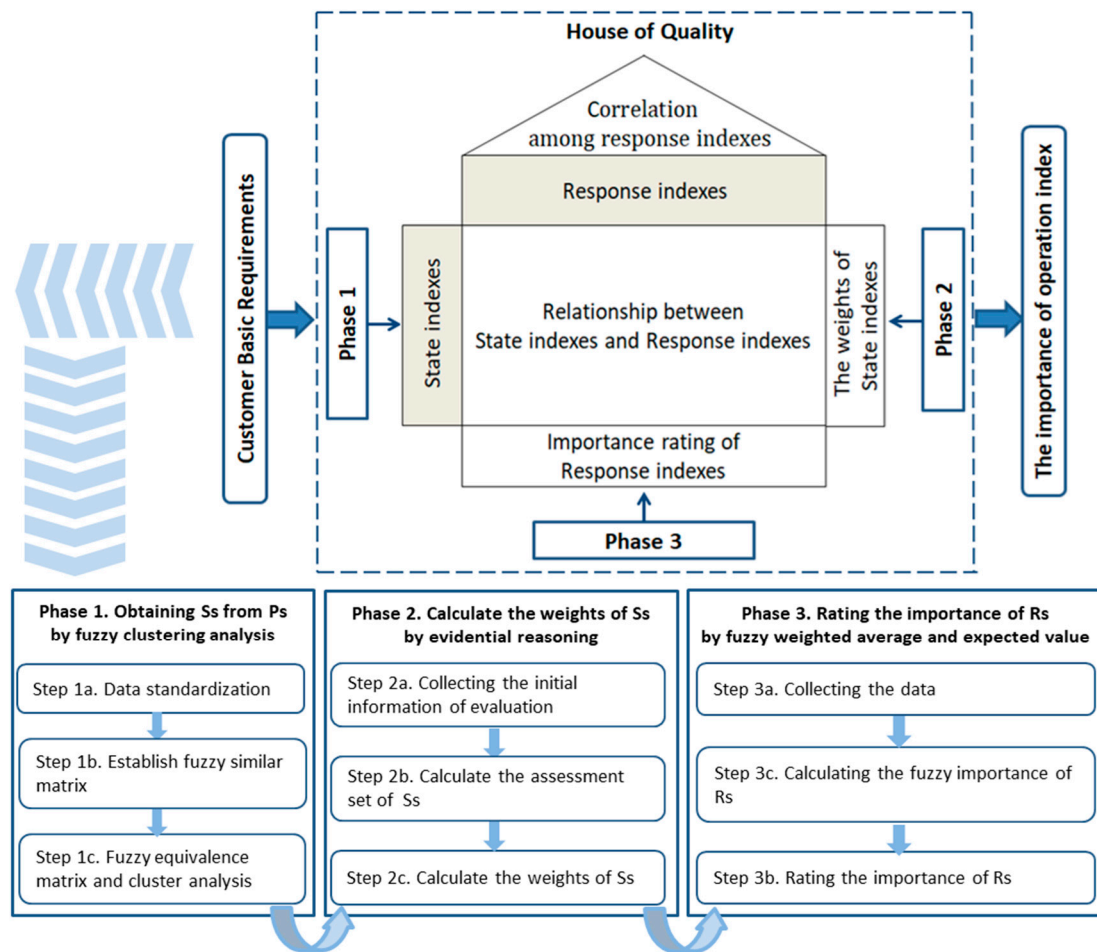 House of Quality
Correlation
among response indexes
Response indexes
Customer Basic Requirements
Phase 1
State indexes
Relationship between
State indexes and Response indexes
The weights of
State indexes
Phase 2
The importance of operation index
Importance rating of
Response indexes
Phase 3
Phase 1. Obtaining Ss from Ps
by fuzzy clustering analysis
Step 1a. Data standardization
Step 1b. Establish fuzzy similar
matrix
Step 1c. Fuzzy equivalence
matrix and cluster analysis
Phase 2. Calculate the weights of Ss
by evidential reasoning
Step 2a. Collecting the initial
information of evaluation
Step 2b. Calculate the assessment
set of Ss
Step 2c. Calculate the weights of Ss
Phase 3. Rating the importance of Rs
by fuzzy weighted average and expected value
Step 3a. Collecting the data
Step 3c. Calculating the fuzzy importance of
Rs
Step 3b. Rating the importance of Rs